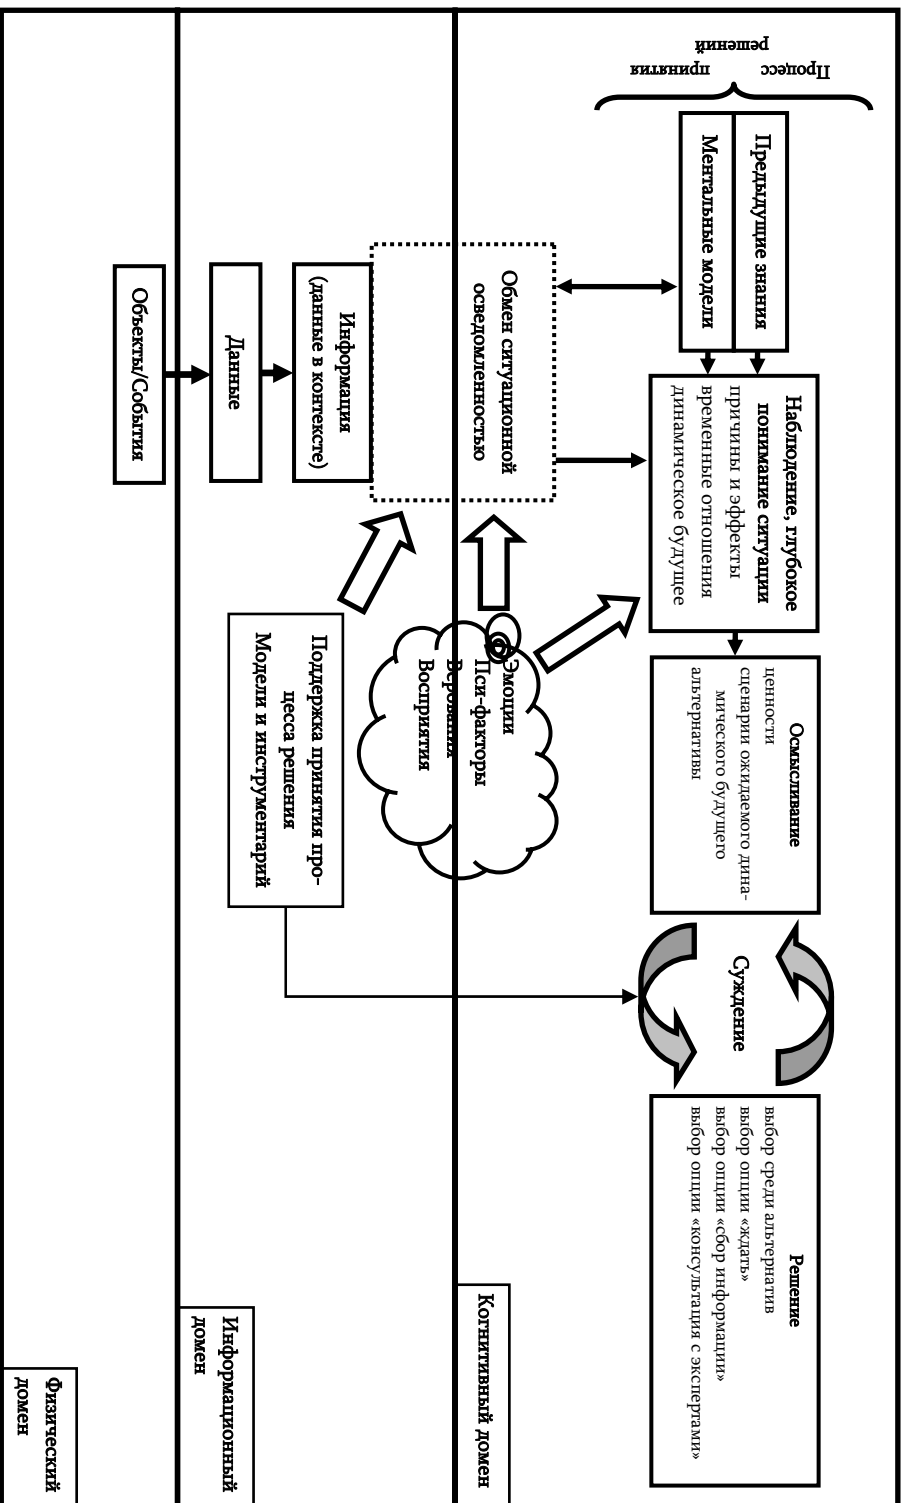 Процесс
принятия
решений
Предыдущие знания
Ментальные модели
Наблюдение, глубокое
понимание ситуации
причины и эффекты
временные отношения
динамическое будущее
Осмысливание
ценности
сценарии ожидаемого дина-
мического будущего
альтернативы
Суждение
Решение
выбор среди альтернатив
выбор опции «ждать»
выбор опции «сбор информации»
выбор опции «консультация с экспертами»
Обмен ситуационной
осведомленностью
Эмоции
Пси-факторы
Верования
Восприятия
Когнитивный домен
Информация
(данные в контексте)
Данные
Поддержка принятия про-
цесса решения
Модели и инструментарий
Информационный
домен
Объекты/События
Физический
домен